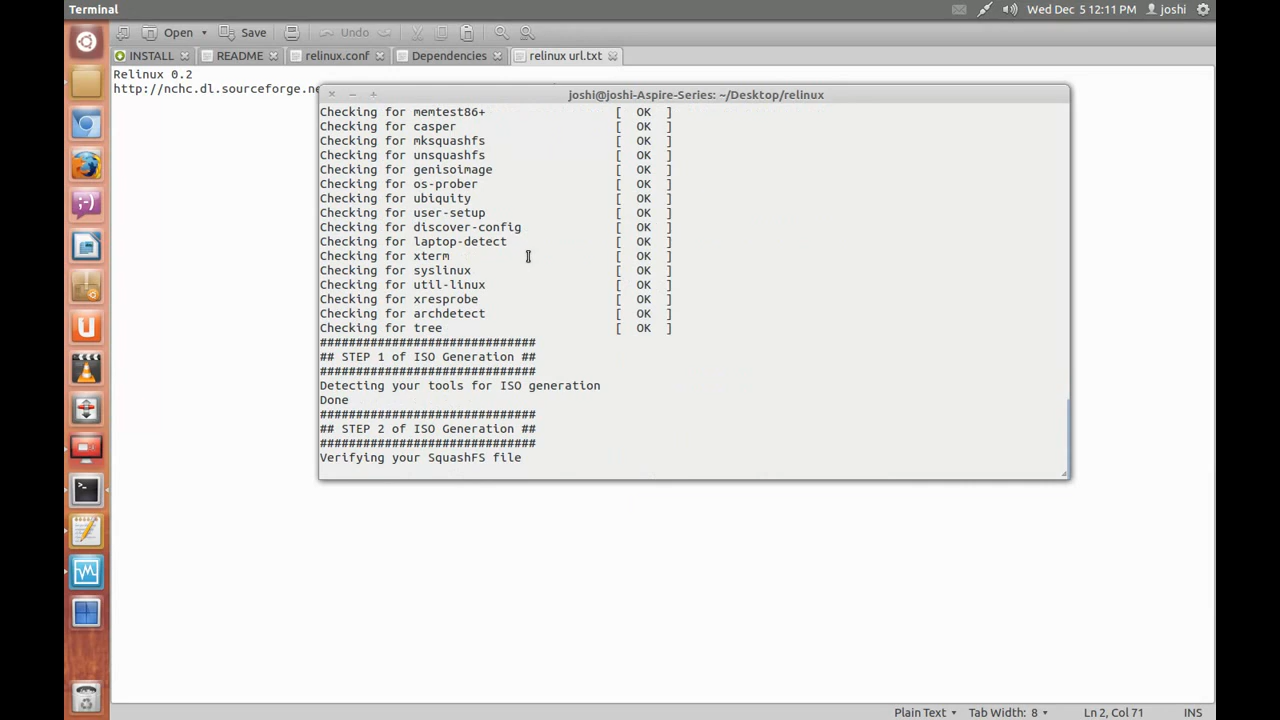 Terminal
Wed Dec 5 12:11 PM
joshi
Open
Save
Undo
INSTALL
README
relinux.conf
Dependencies
relinux url.txt
Relinux 0.2
http://nchc.dl.sourceforge.ne
joshi@joshi-Aspire-Series: ~/Desktop/relinux
Checking for memtest86+ [ OK ]
Checking for casper [ OK ]
Checking for mksquashfs [ OK ]
Checking for unsquashfs [ OK ]
Checking for genisoimage [ OK ]
Checking for os-prober [ OK ]
Checking for ubiquity [ OK ]
Checking for user-setup [ OK ]
Checking for discover-config [ OK ]
Checking for laptop-detect [ OK ]
Checking for xterm [ OK ]
Checking for syslinux [ OK ]
Checking for util-linux [ OK ]
Checking for xresprobe [ OK ]
Checking for archdetect [ OK ]
Checking for tree [ OK ]
##############################
## STEP 1 of ISO Generation ##
##############################
Detecting your tools for ISO generation
Done
##############################
## STEP 2 of ISO Generation ##
##############################
Verifying your SquashFS file
Plain Text
Tab Width: 8
Ln 2, Col 71
INS